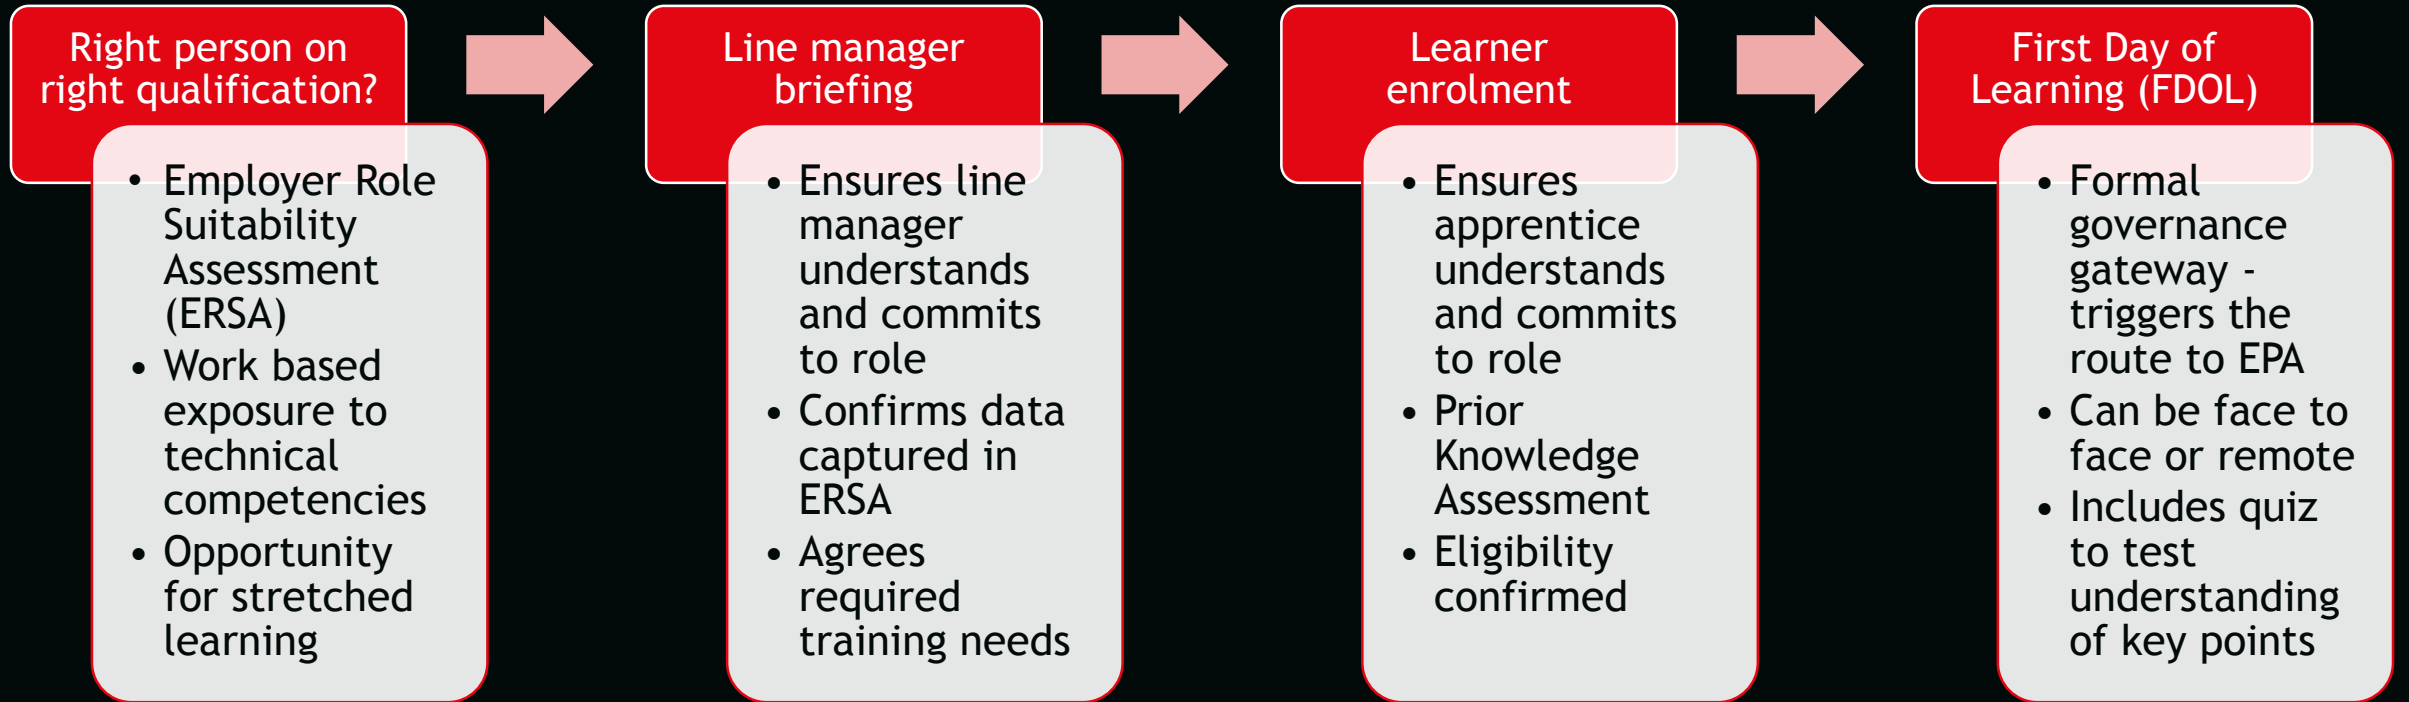 Right person on
right qualification?
• Employer Role
Suitability
Assessment
(ERSA)
• Work based
exposure to
technical
competencies
• Opportunity
for stretched
learning
Line manager
briefing
• Ensures line
manager
understands
and commits
to role
• Confirms data
captured in
ERSA
• Agrees
required
training needs
Learner
enrolment
• Ensures
apprentice
understands
and commits
to role
• Prior
Knowledge
Assessment
• Eligibility
confirmed
First Day of
Learning (FDOL)
• Formal
governance
gateway -
triggers the
route to EPA
• Can be face to
face or remote
• Includes quiz
to test
understanding
of key points